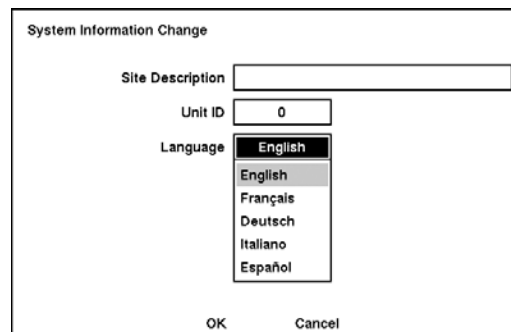 System Information Change
Site Description
Unit ID 0
Language English
English
Français
Deutsch
Italiano
Español
OK Cancel